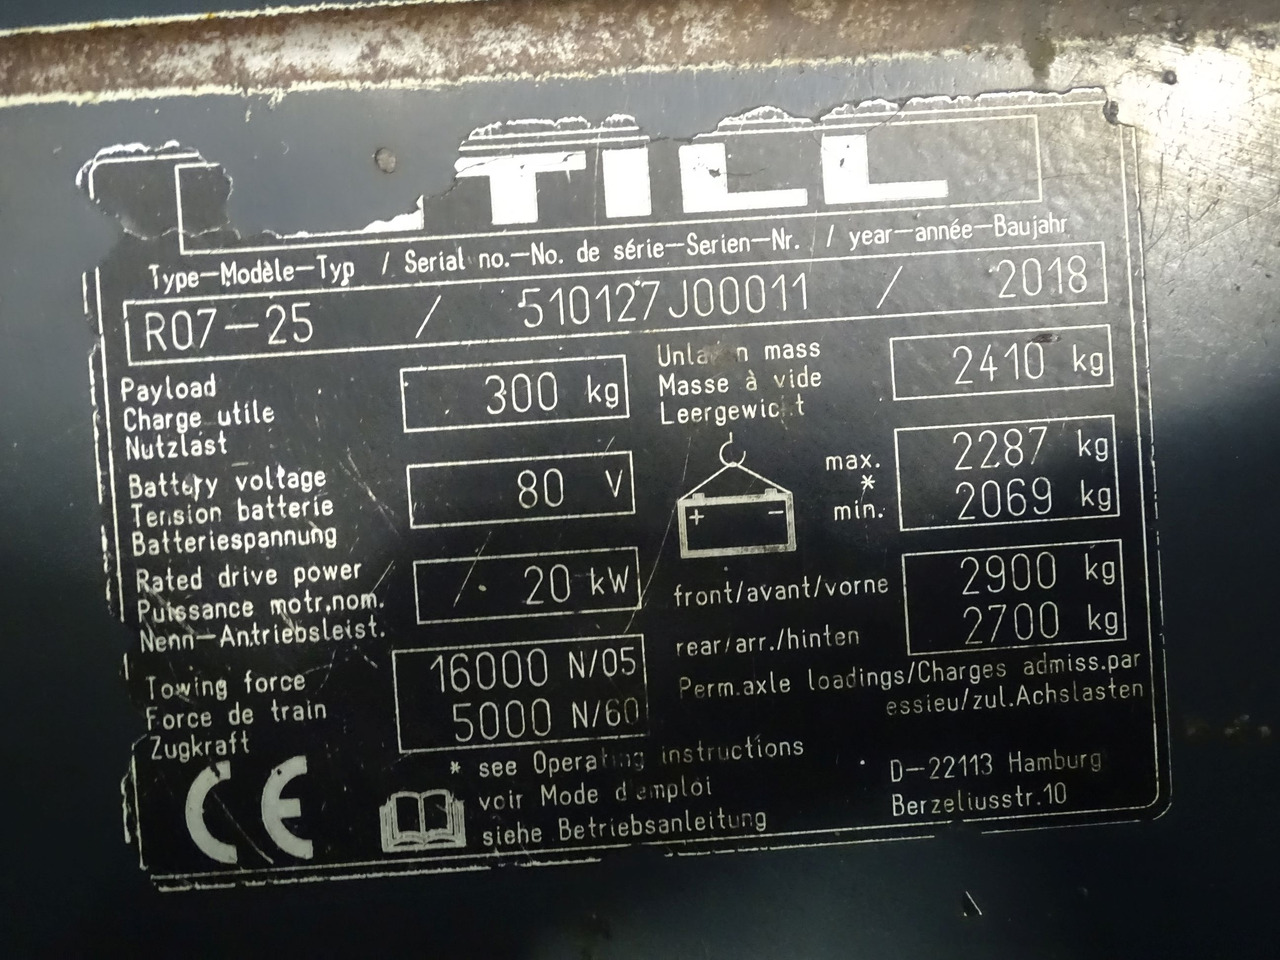 TILL
Type-Modèle-Typ / Serial no.-No. de série-Serien-Nr. / year-année-Baujahr
R07-25 / 510127J00011 / 2018
Payload
Charge utile
Nutzlast
300 kg
Unla n mass
Masse à vide
Leergewic t
2410 kg
Battery voltage
Tension batterie
Batteriespannung
80 V
+ -
max.
*
min.
2287 kg
2069 kg
Rated drive power
Puissance motr.nom.
Nenn-Antriebsleist.
20 kW
front/avant/vorne
2900 kg
rear/arr./hinten
2700 kg
Perm.axle loadings/Charges admiss.par
essieu/zul.Achslasten
Towing force
Force de train
Zugkraft
16000 N/05
5000 N/60
CE
* see Operating instructions
voir Mode d'emploi
siehe Betriebsanleitung
D-22113 Hamburg
Berzeliusstr.10